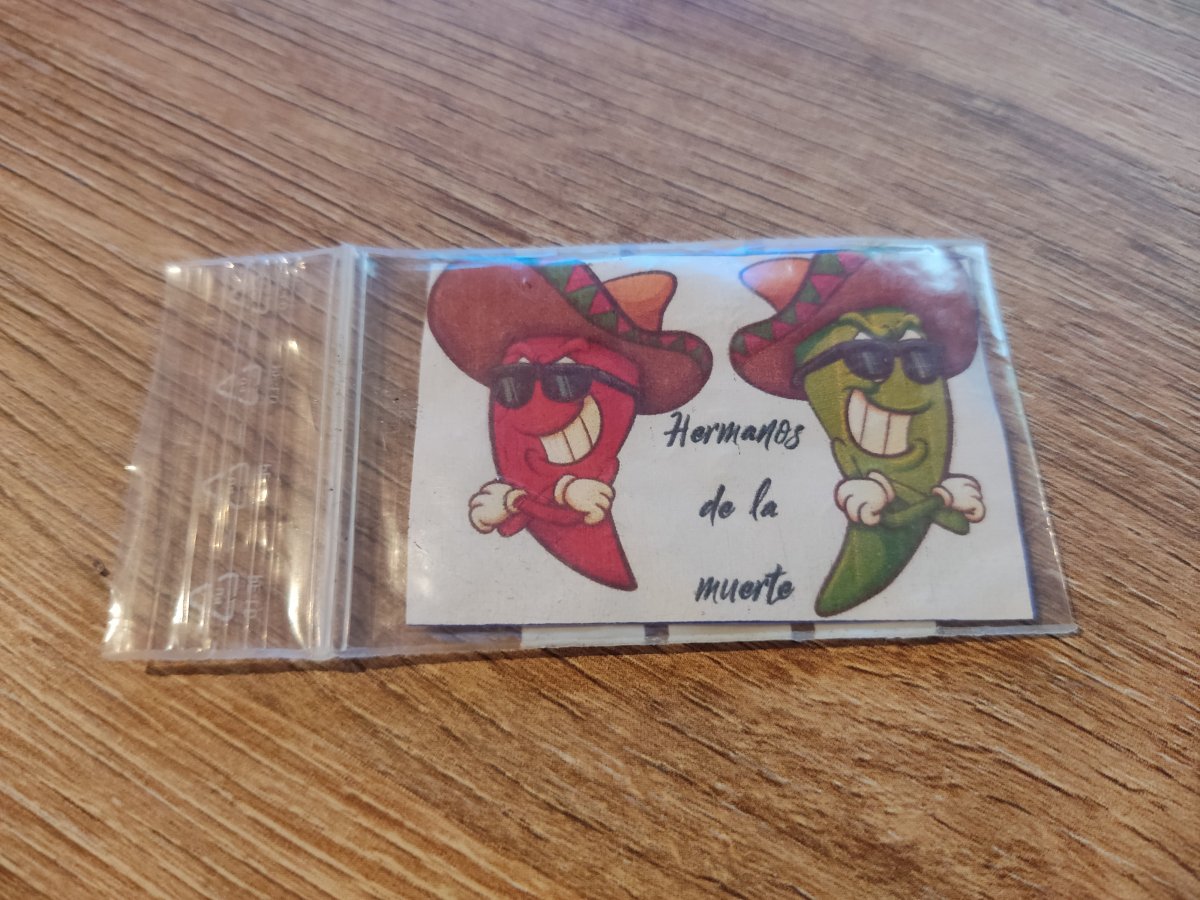 Hermanos
de la
muerte